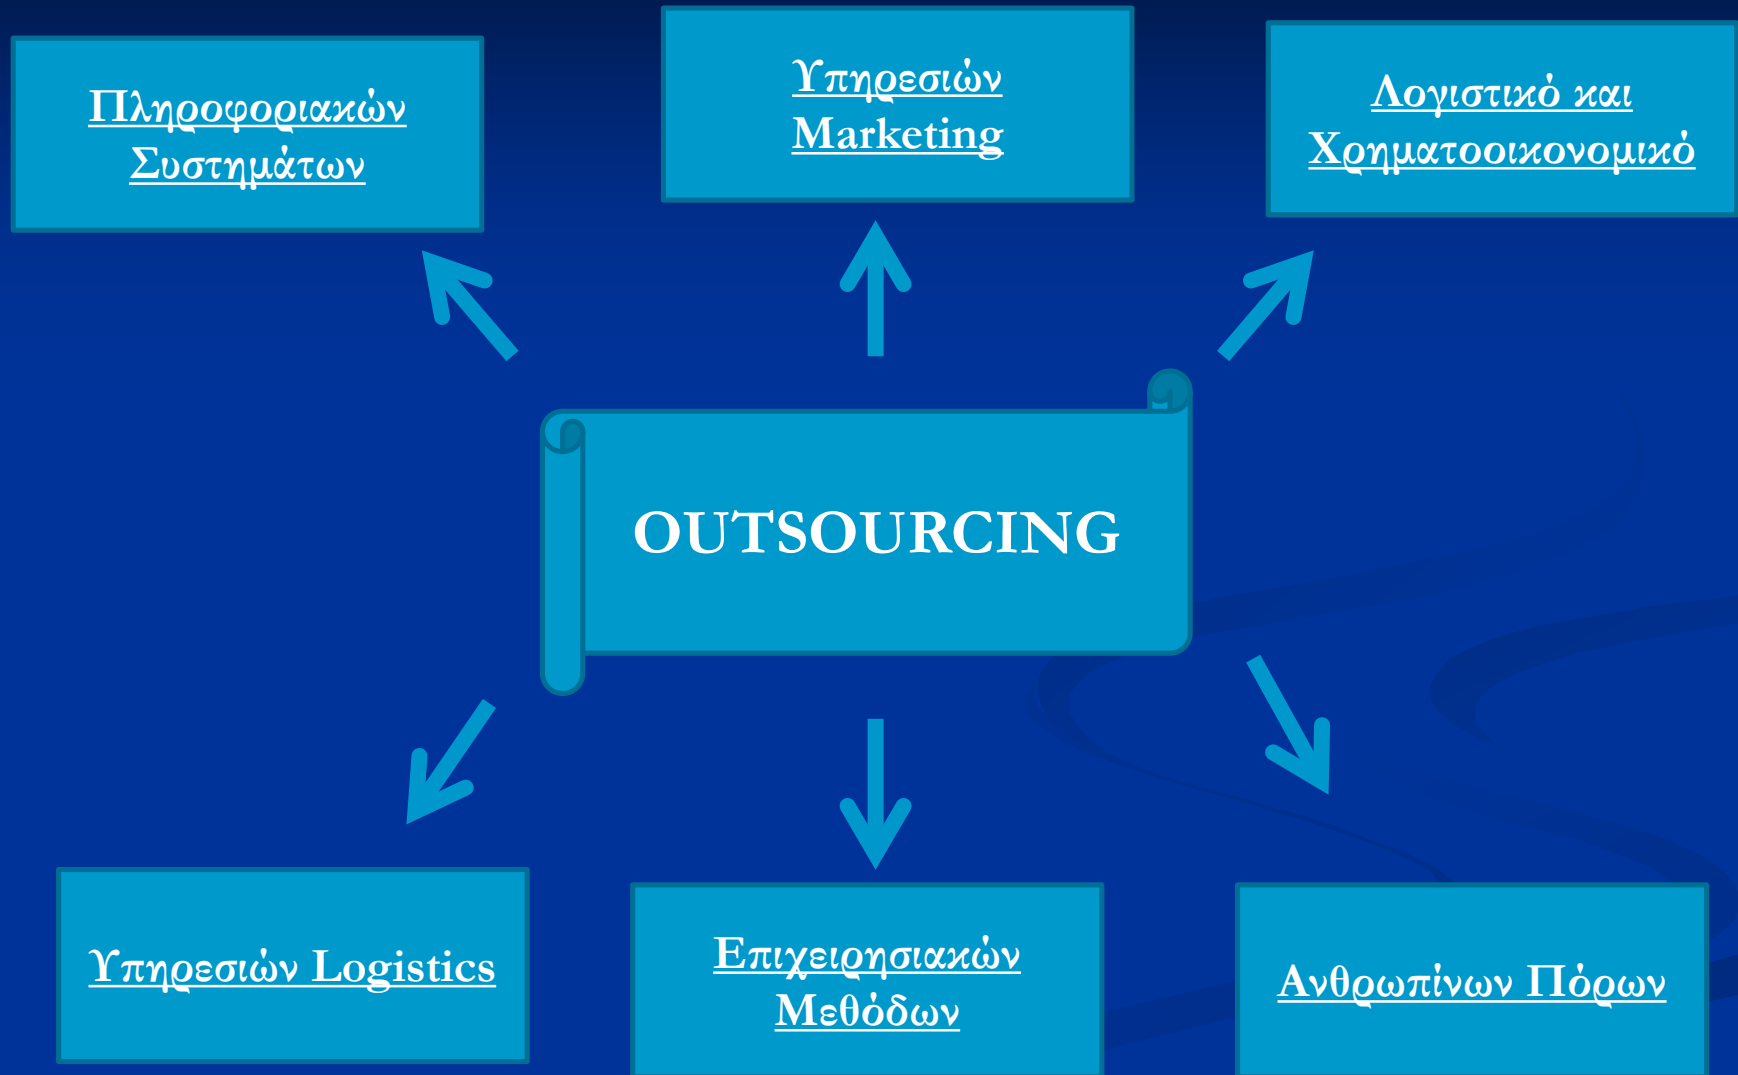 Πληροφοριακών
Συστημάτων
Υπηρεσιών
Marketing
Λογιστικό και
Χρηματοοικονομικό
OUTSOURCING
Υπηρεσιών Logistics
Επιχειρησιακών
Μεθόδων
Ανθρωπίνων Πόρων